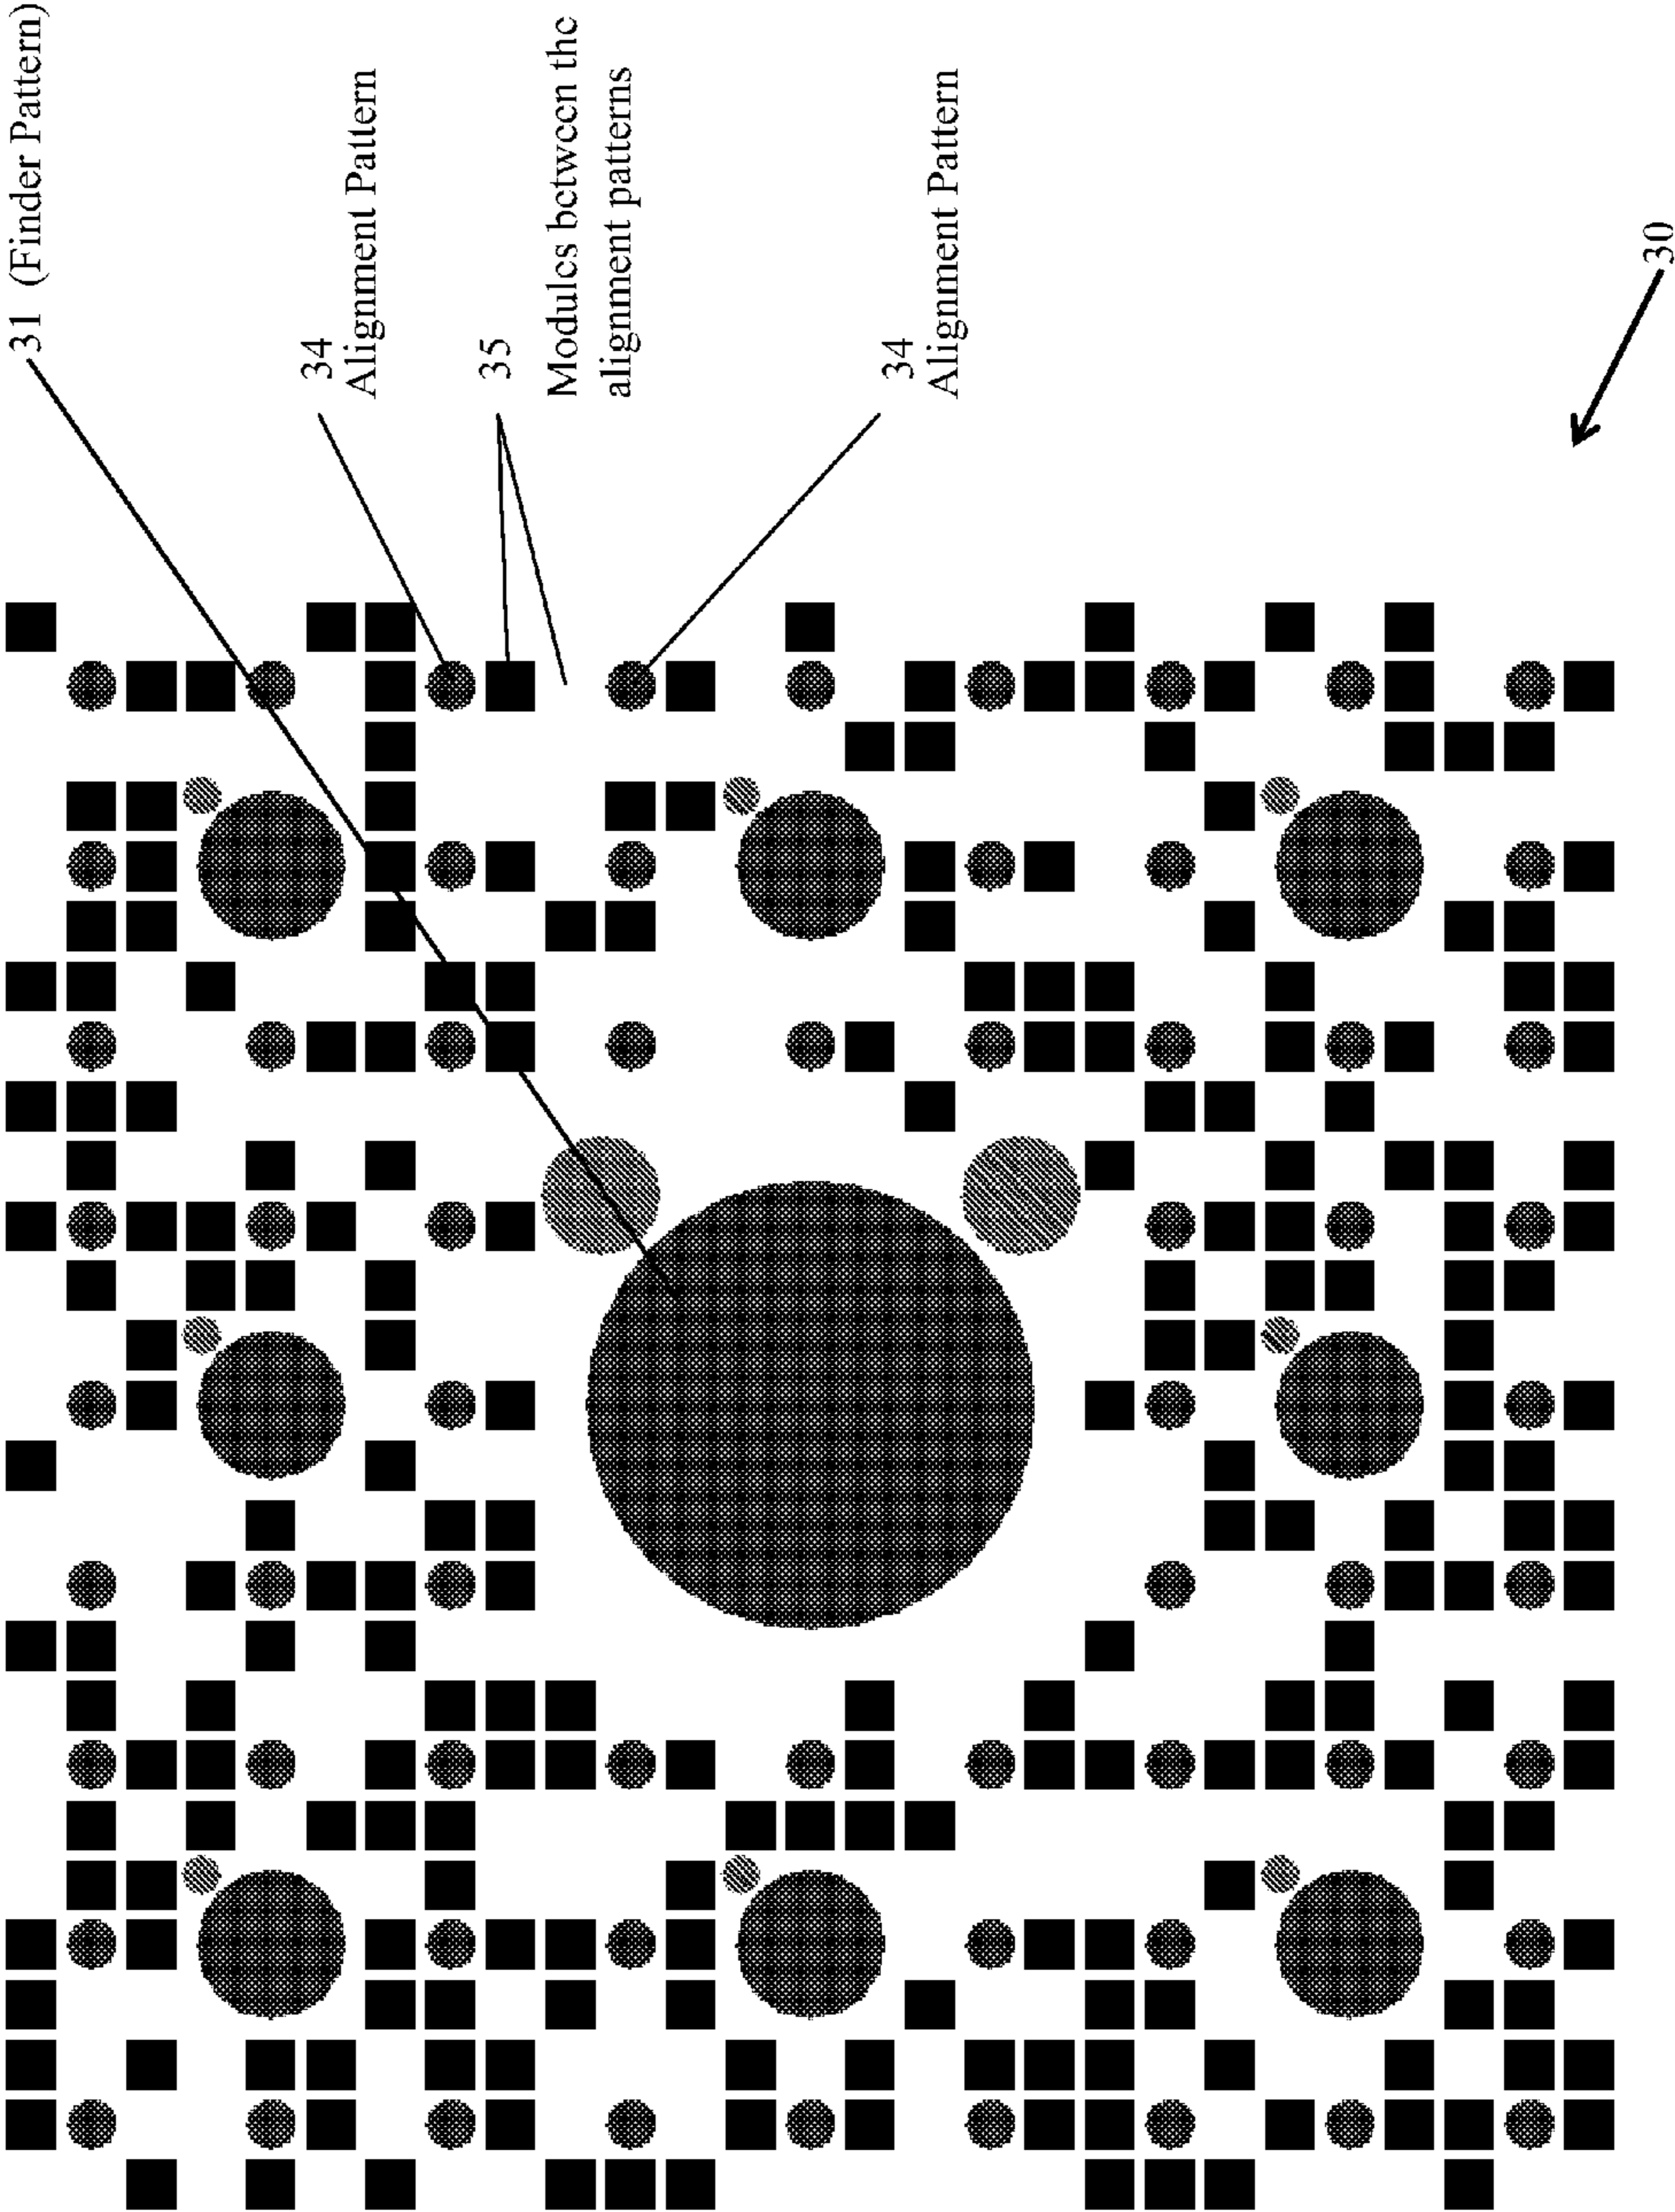 31 (Finder Pattern)
34
Alignment Pattern
35
Modules between the
alignment patterns
34
Alignment Pattern
30